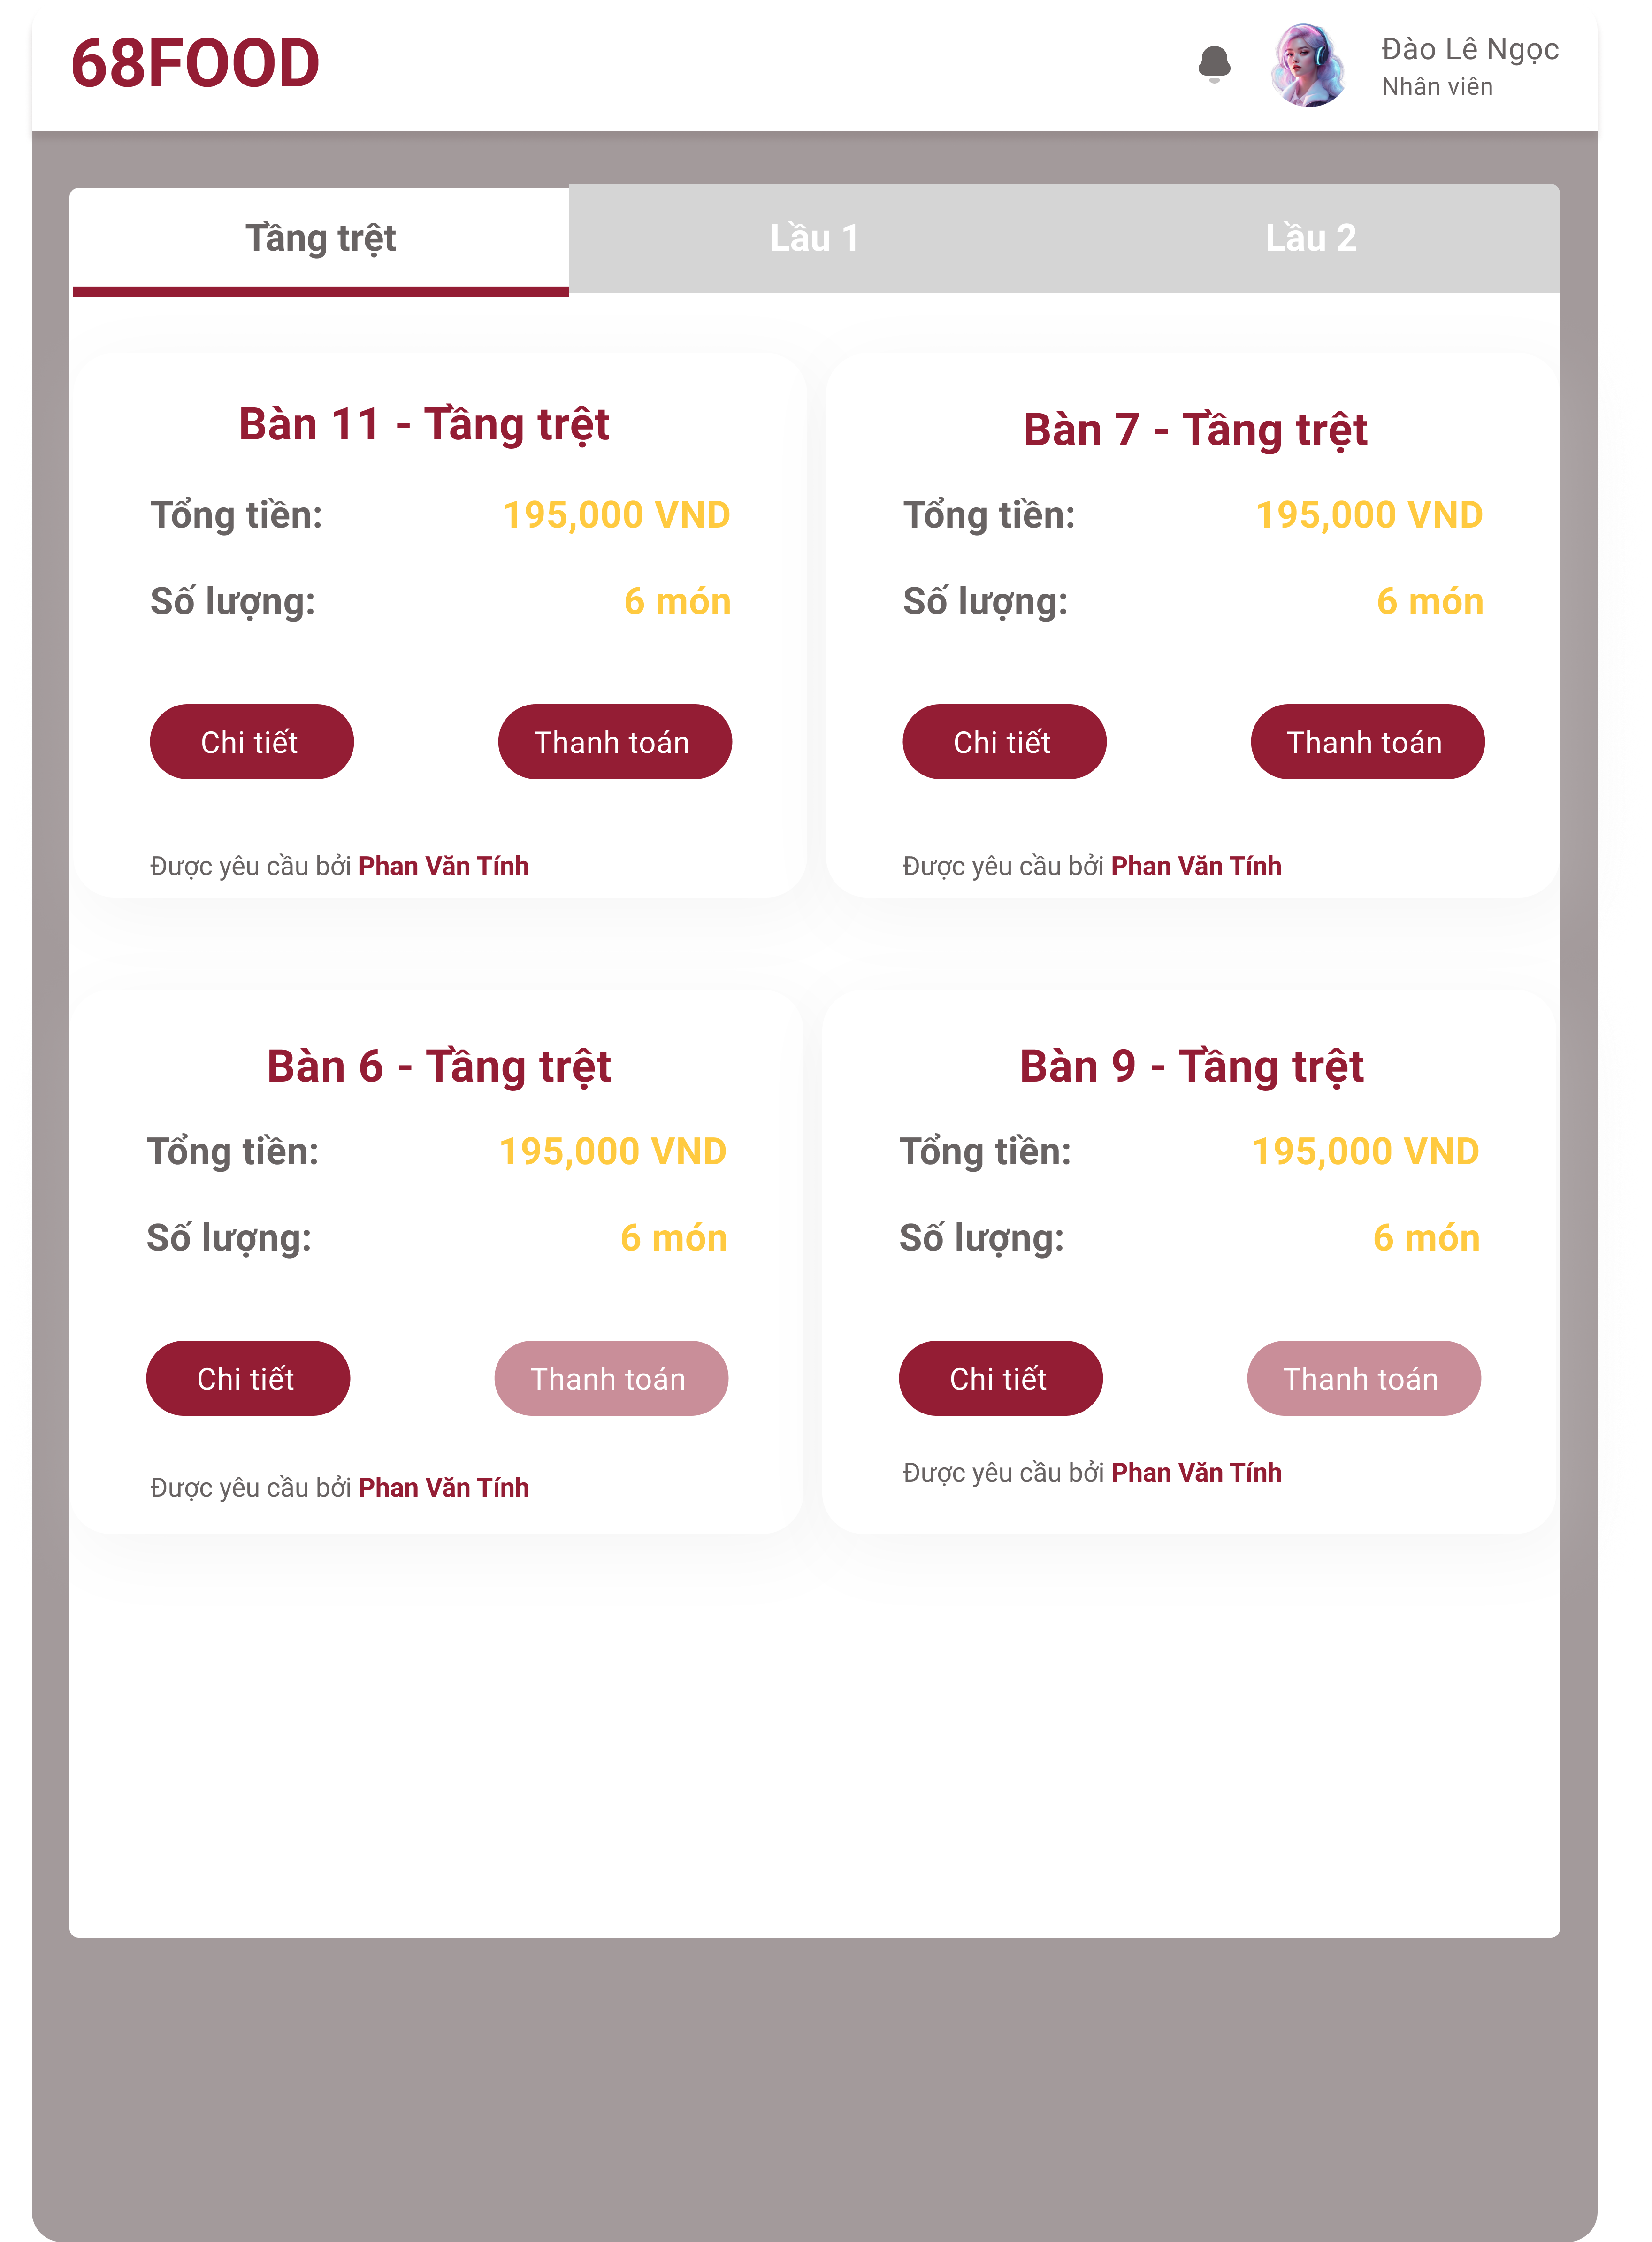 68FOOD
Đào Lê Ngọc
Nhân viên
Tầng trệt
Lầu 1
Lầu 2
Bàn 11 - Tầng trệt
Tổng tiền: 195,000 VND
Số lượng: 6 món
Chi tiết
Thanh toán
Được yêu cầu bởi Phan Văn Tính
Bàn 7 - Tầng trệt
Tổng tiền: 195,000 VND
Số lượng: 6 món
Chi tiết
Thanh toán
Được yêu cầu bởi Phan Văn Tính
Bàn 6 - Tầng trệt
Tổng tiền: 195,000 VND
Số lượng: 6 món
Chi tiết
Thanh toán
Được yêu cầu bởi Phan Văn Tính
Bàn 9 - Tầng trệt
Tổng tiền: 195,000 VND
Số lượng: 6 món
Chi tiết
Thanh toán
Được yêu cầu bởi Phan Văn Tính